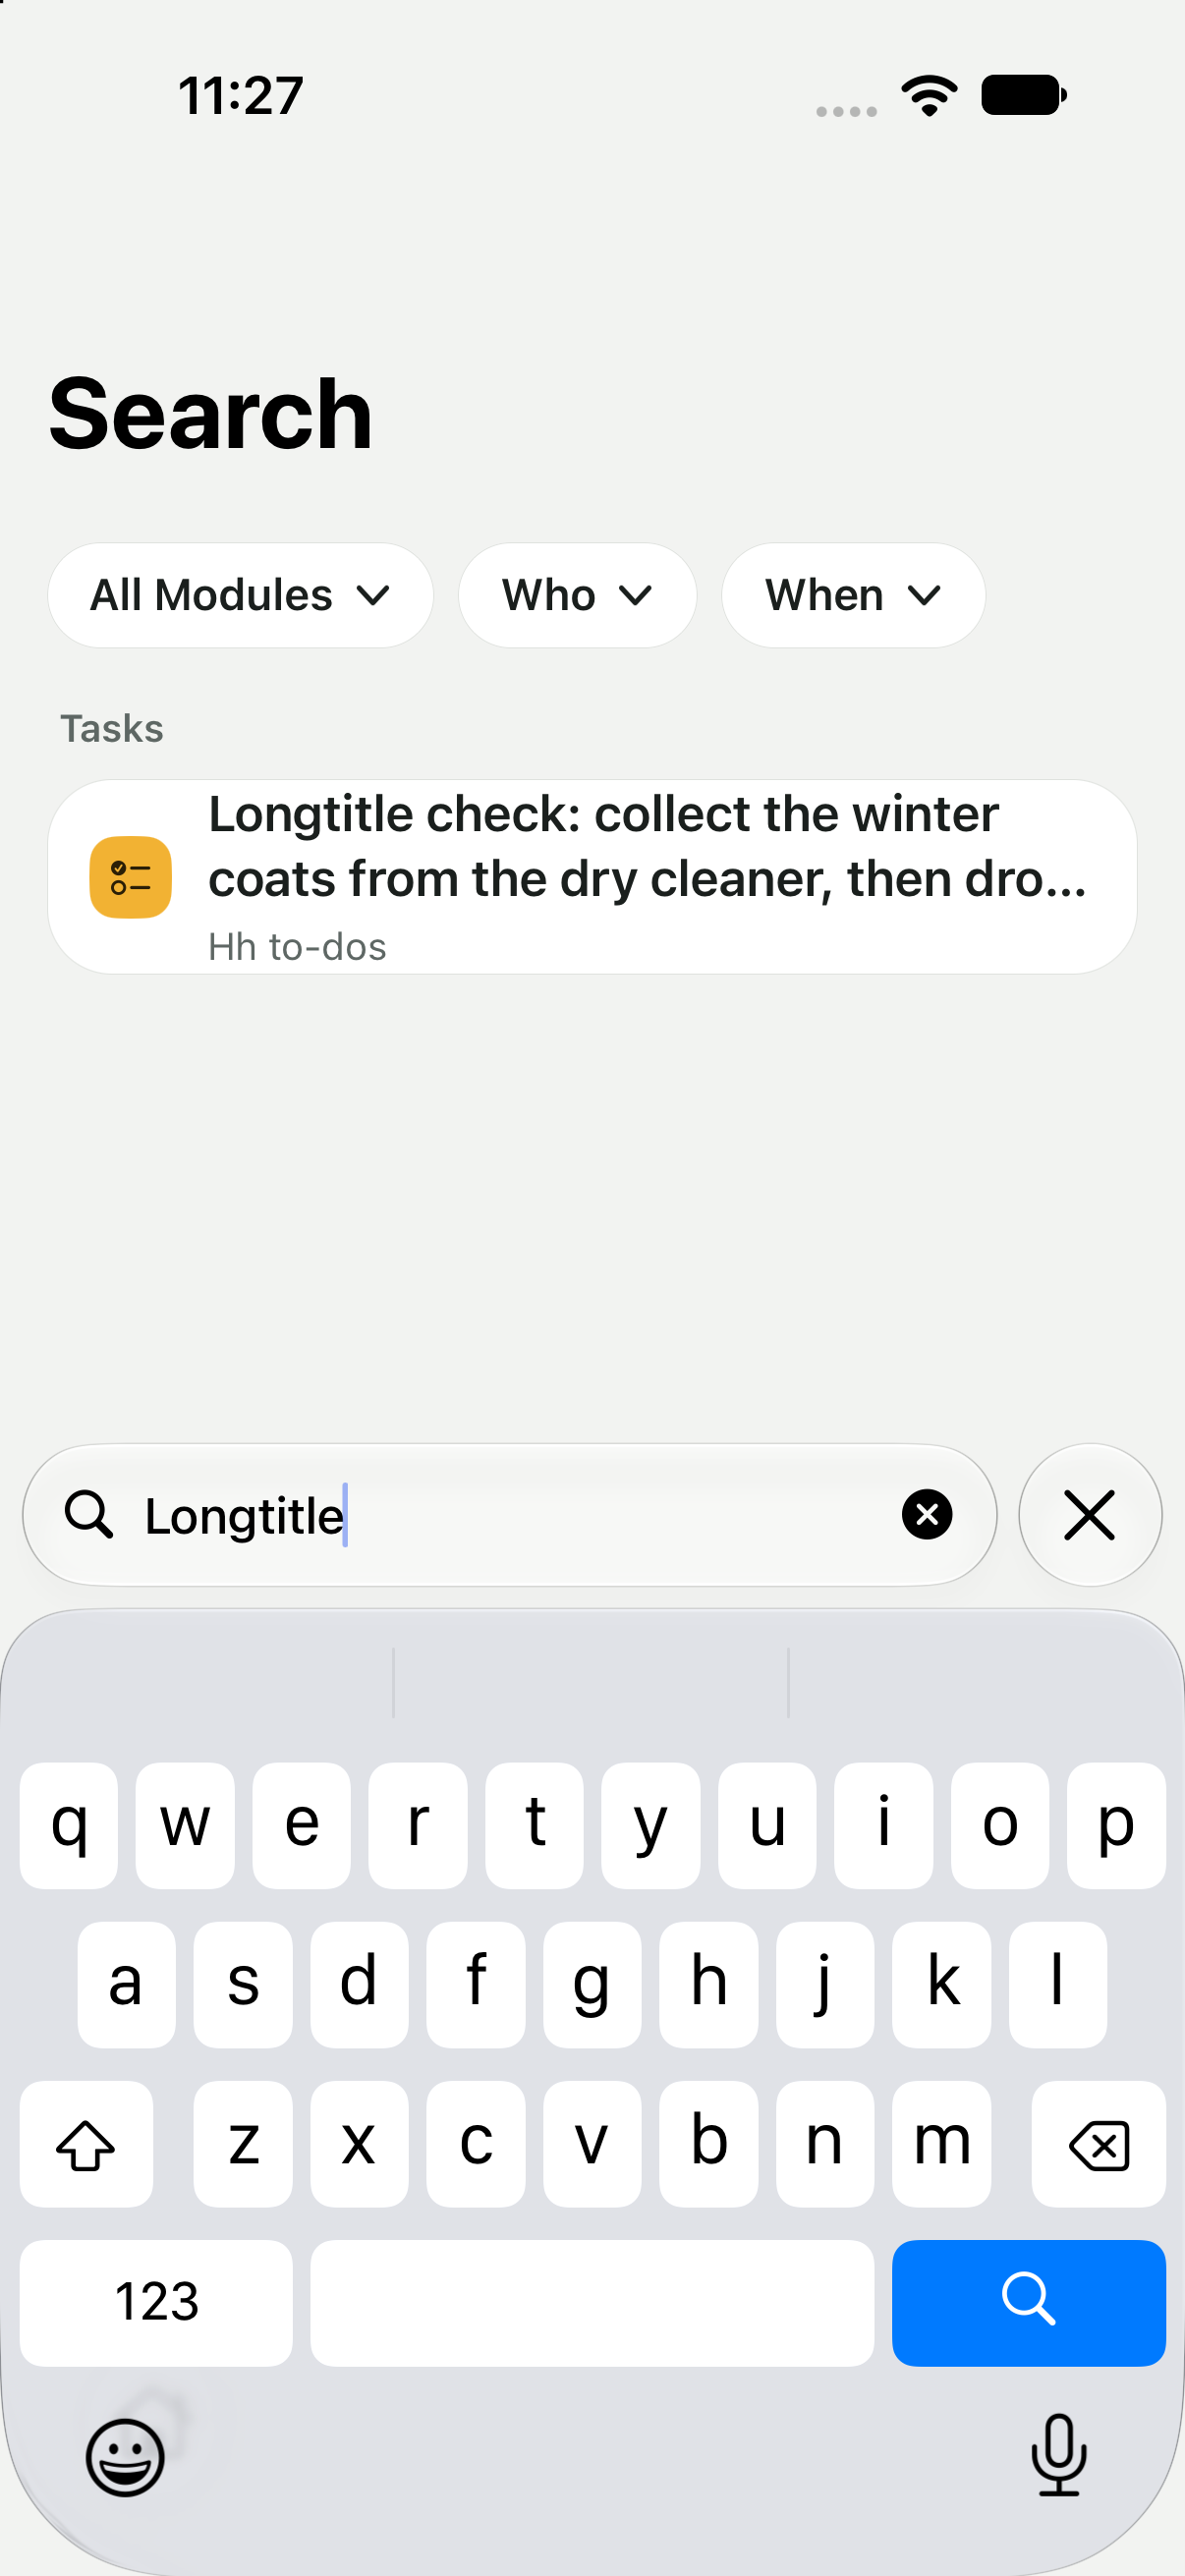 11:27
Search
All Modules
Who
When
Tasks
Longtitle check: collect the winter
coats from the dry cleaner, then dro...
Hh to-dos
Longtitle
q w e r t y u i o p
a s d f g h j k l
z x c v b n m
123